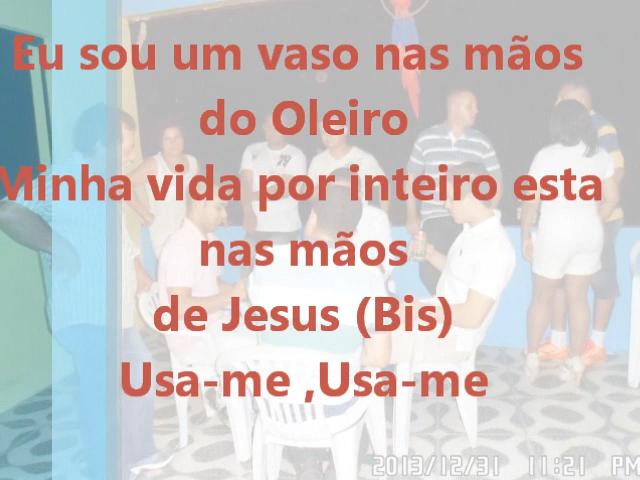 Eu sou um vaso nas mãos
do Oleiro
Minha vida por inteiro esta
nas mãos
de Jesus (Bis)
Usa-me ,Usa-me
2013/12/31 11:21 PM